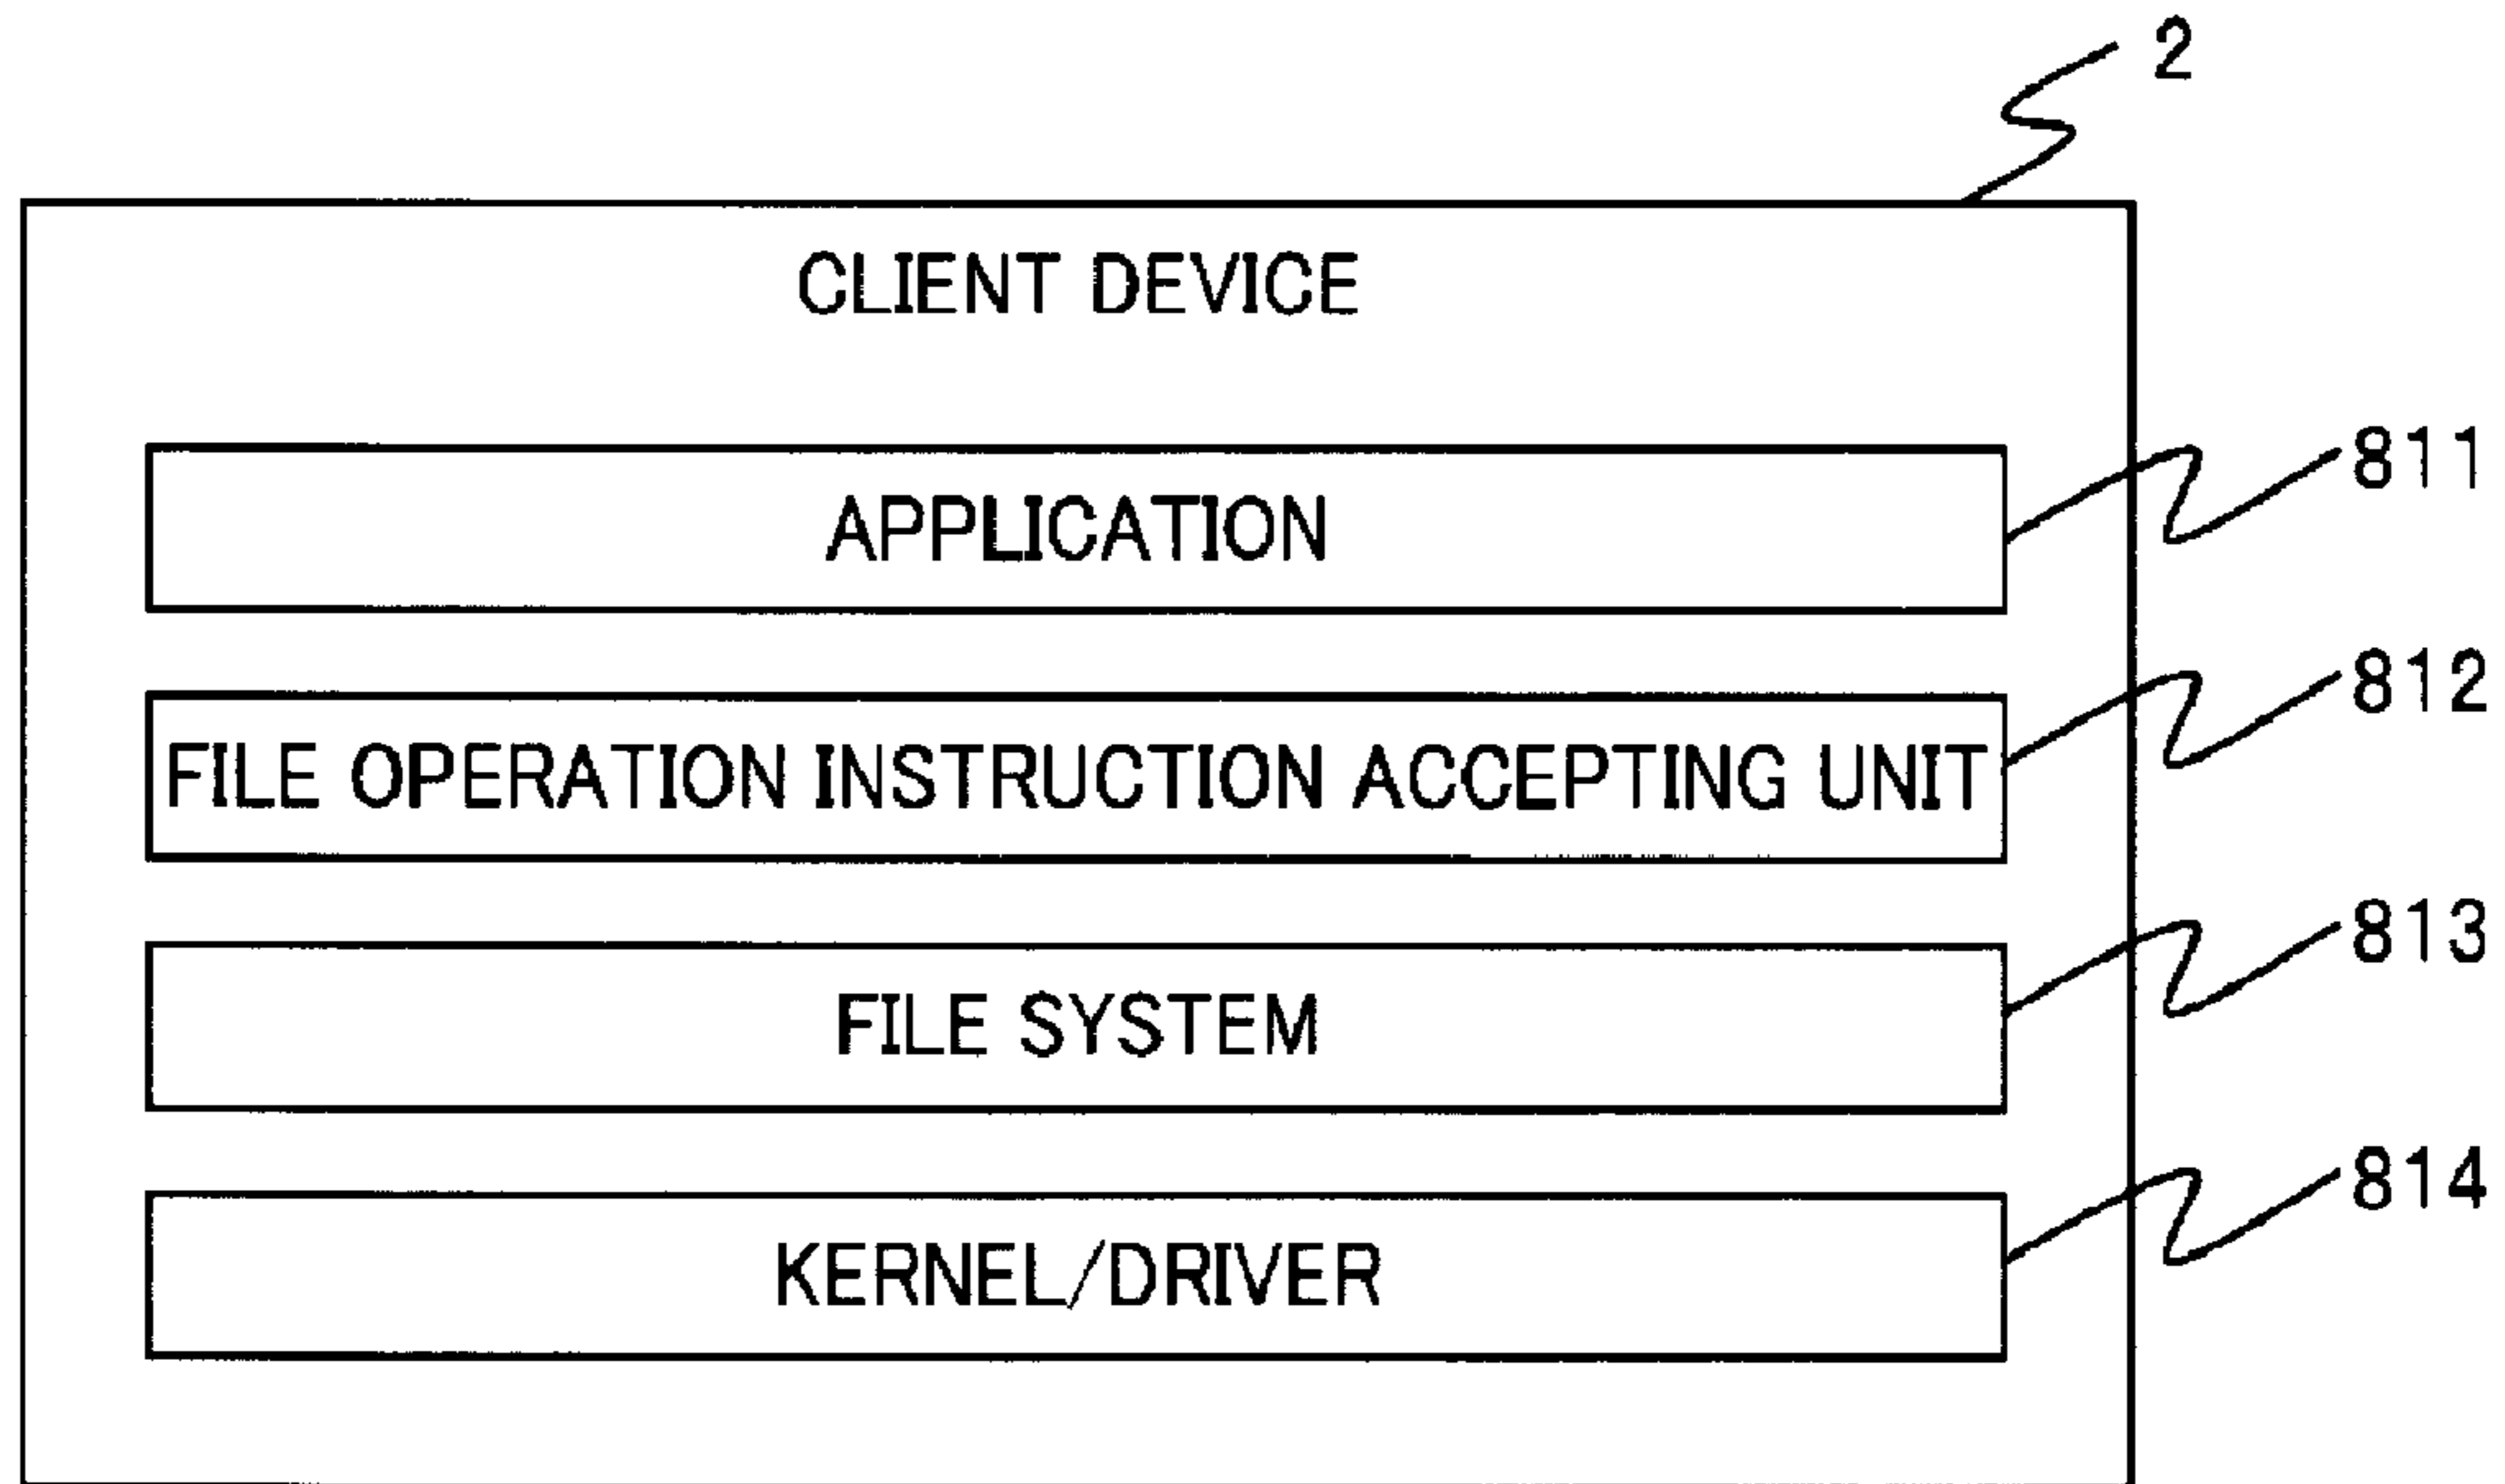 2
CLIENT DEVICE
APPLICATION
811
FILE OPERATION INSTRUCTION ACCEPTING UNIT
812
FILE SYSTEM
813
KERNEL/DRIVER
814